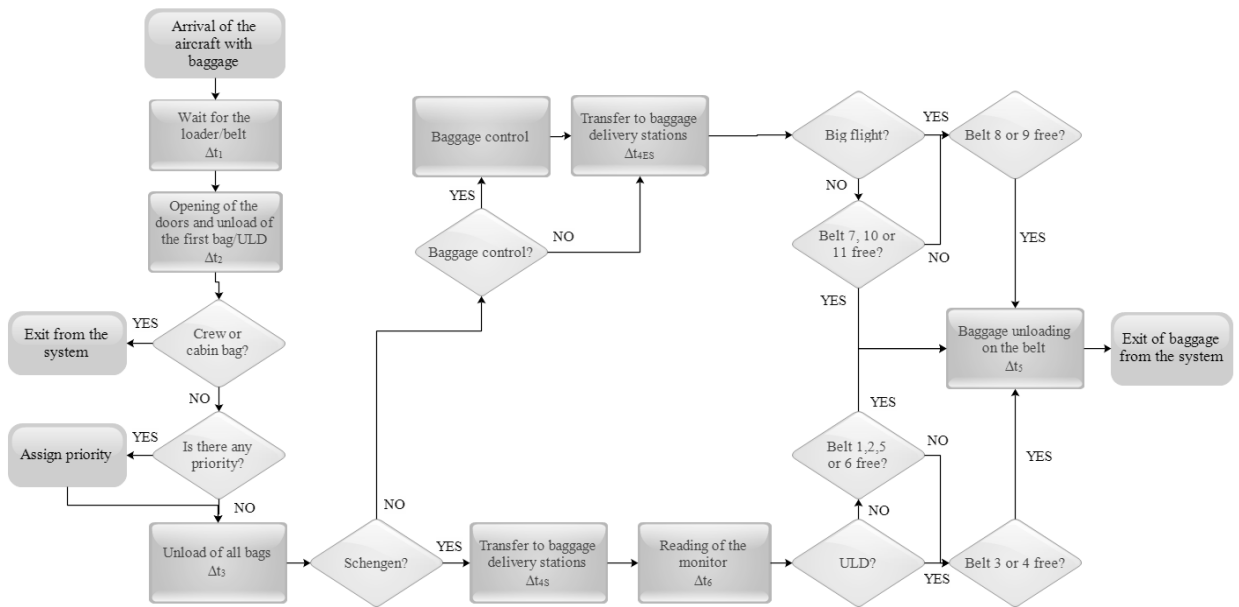 Arrival of the
aircraft with
baggage
Wait for the
loader/belt
Δt1
Opening of the
doors and unload of
the first bag/ULD
Δt2
Crew or
cabin bag?
YES
Exit from the
system
NO
Is there any
priority?
YES
Assign priority
NO
Unload of all bags
Δt3
Schengen?
NO
YES
Baggage control?
YES
NO
Baggage control
Transfer to baggage
delivery stations
Δt4ES
Big flight?
YES
NO
Belt 7, 10 or
11 free?
NO
YES
Belt 8 or 9 free?
YES
Transfer to baggage
delivery stations
Δt4S
Reading of the
monitor
Δt6
ULD?
NO
YES
Belt 1,2,5
or 6 free?
YES
NO
Belt 3 or 4 free?
YES
Baggage unloading
on the belt
Δt5
Exit of baggage
from the system